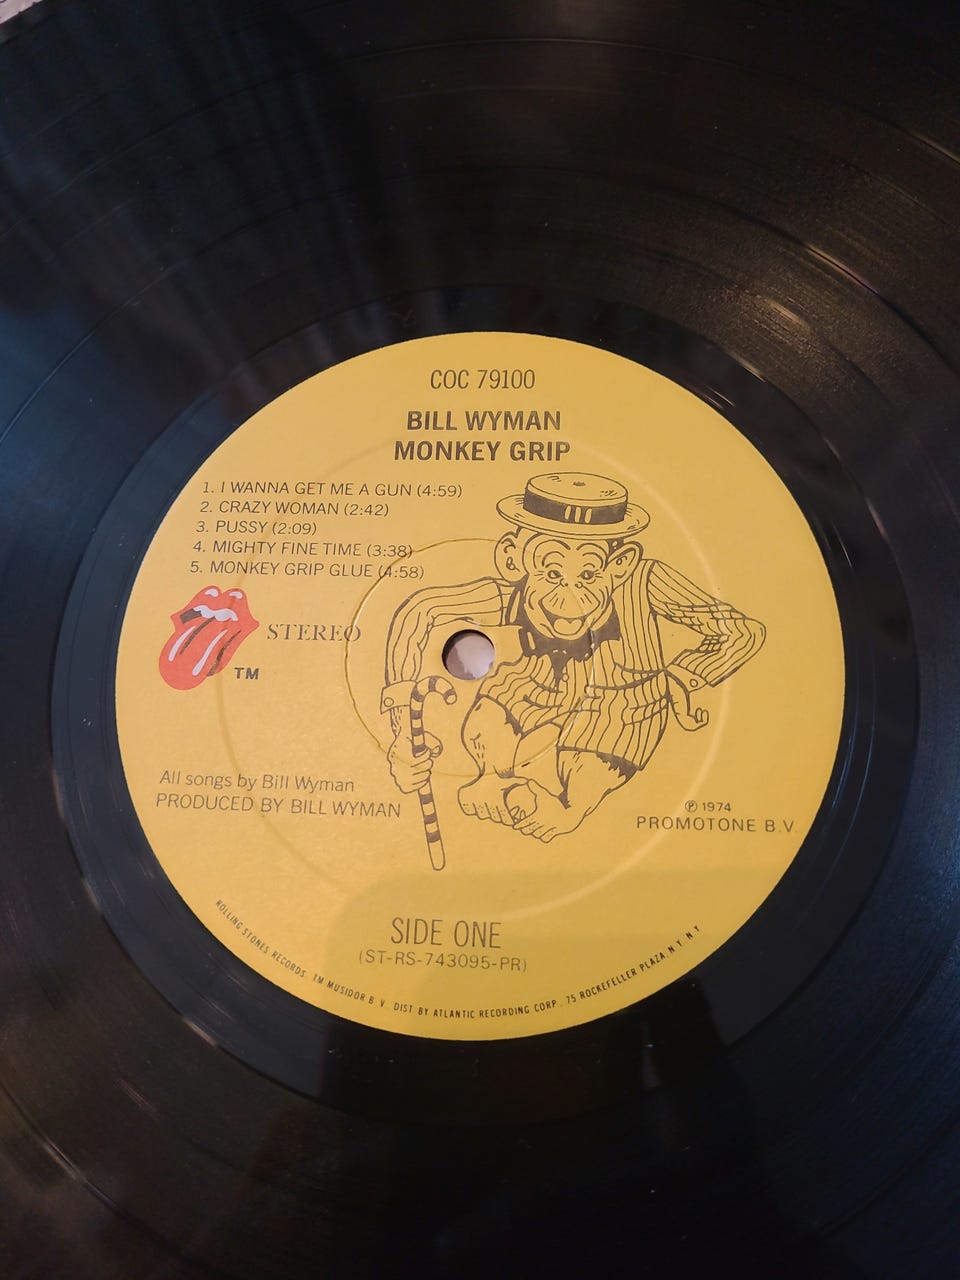 COC 79100
BILL WYMAN
MONKEY GRIP
1. I WANNA GET ME A GUN (4:59)
2. CRAZY WOMAN (2:42)
3. PUSSY (2:09)
4. MIGHTY FINE TIME (3:38)
5. MONKEY GRIP GLUE (4:58)
STEREO
TM
All songs by Bill Wyman
PRODUCED BY BILL WYMAN
℗ 1974
PROMOTONE B.V.
SIDE ONE
(ST-RS-743095-PR)
ROLLING STONES RECORDS TM MUSIDOR B.V. DIST BY ATLANTIC RECORDING CORP. 75 ROCKEFELLER PLAZA N.Y. N.Y.